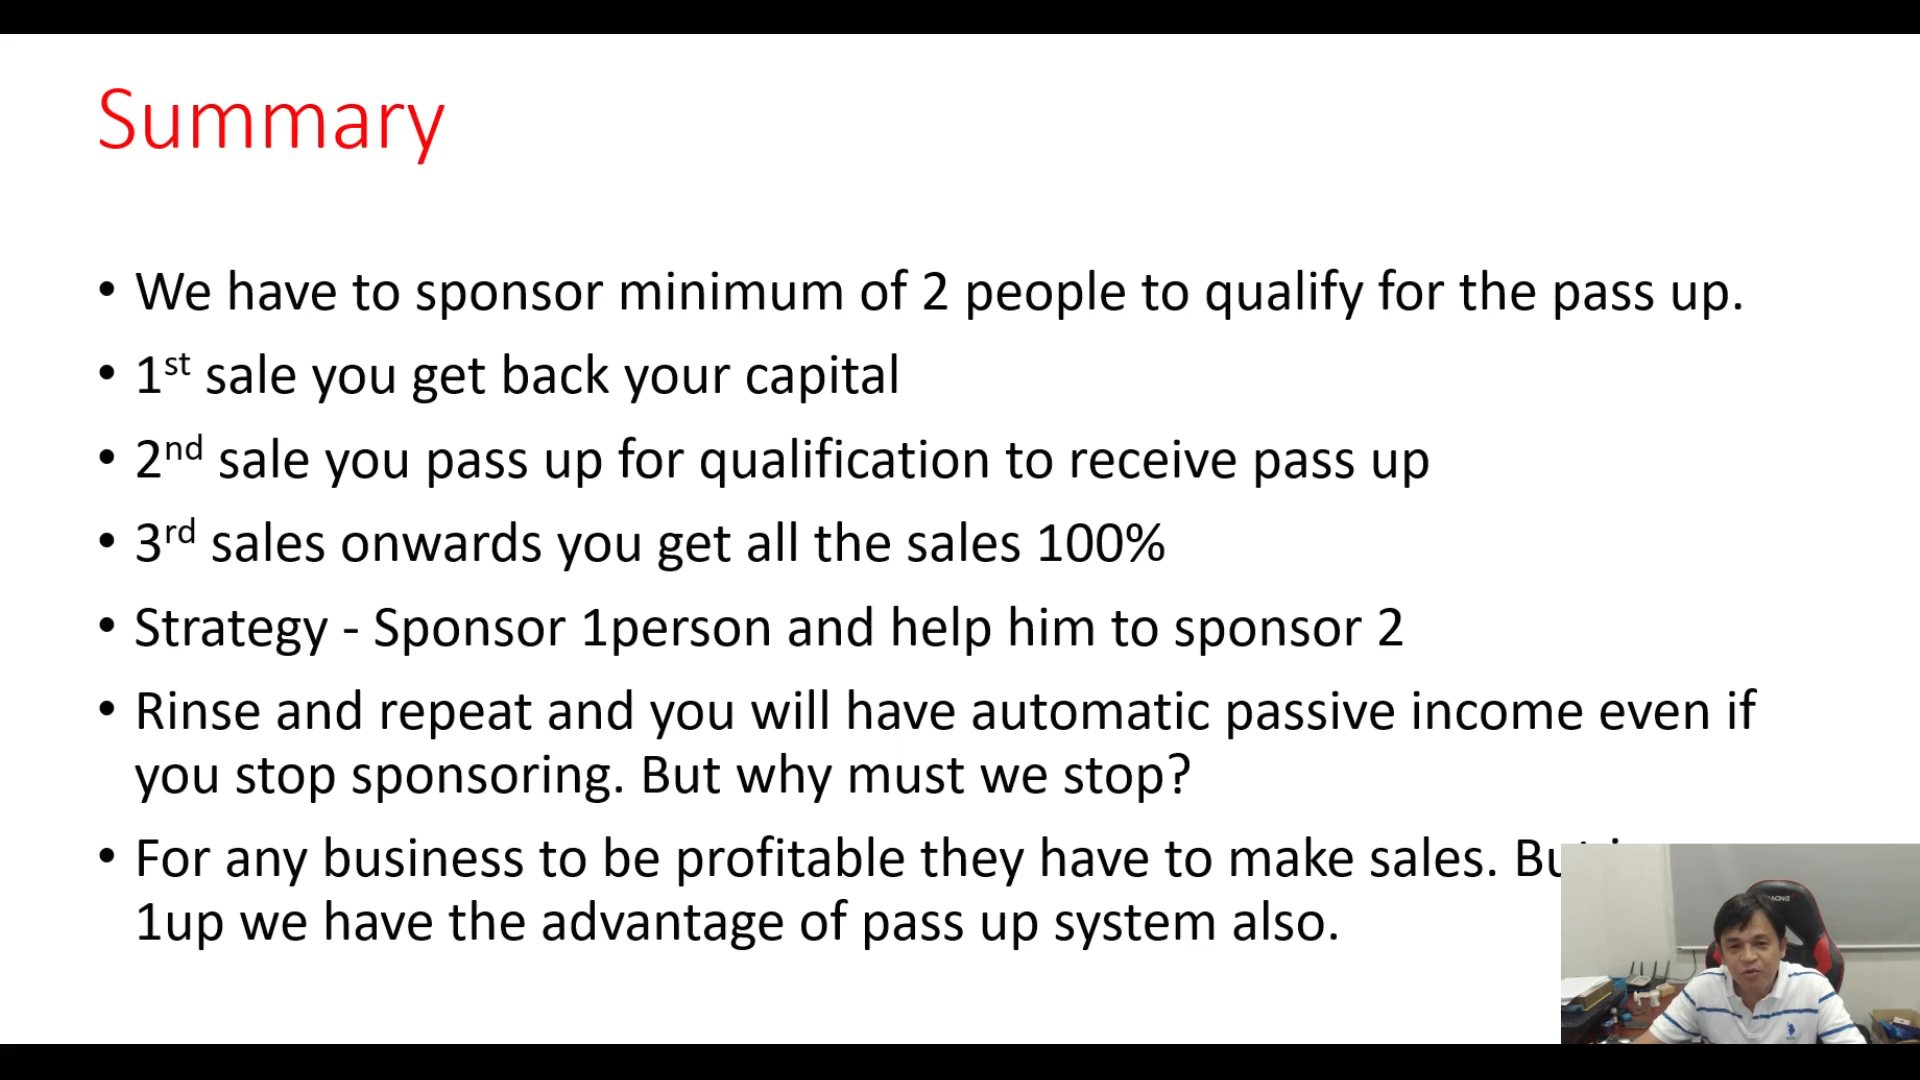 Summary
• We have to sponsor minimum of 2 people to qualify for the pass up.
• 1st sale you get back your capital
• 2nd sale you pass up for qualification to receive pass up
• 3rd sales onwards you get all the sales 100%
• Strategy - Sponsor 1person and help him to sponsor 2
• Rinse and repeat and you will have automatic passive income even if
you stop sponsoring. But why must we stop?
• For any business to be profitable they have to make sales.
1up we have the advantage of pass up system also.